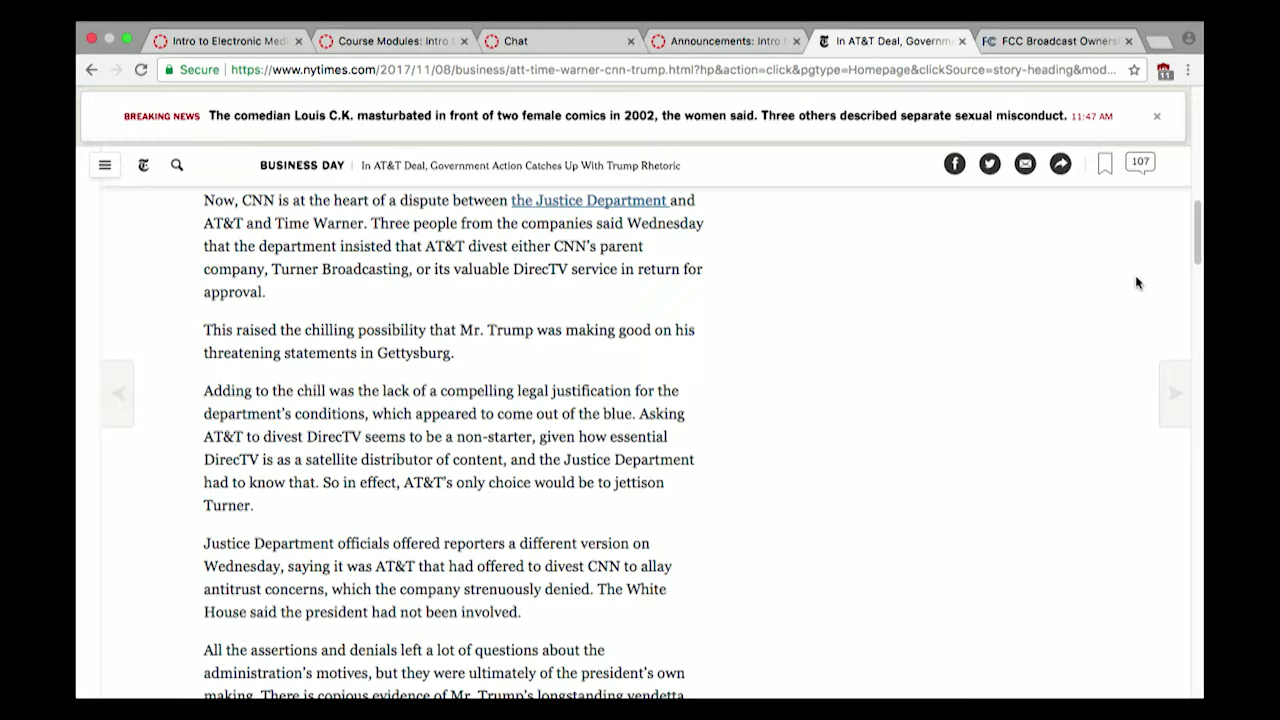 Intro to Electronic Medi
Course Modules: Intro t
Chat
Announcements: Intro t
In AT&T Deal, Governm
FCC Broadcast Owners
Secure
https://www.nytimes.com/2017/11/08/business/att-time-warner-cnn-trump.html?hp&action=click&pgtype=Homepage&clickSource=story-heading&mod...
11
BREAKING NEWS The comedian Louis C.K. masturbated in front of two female comics in 2002, the women said. Three others described separate sexual misconduct. 11:47 AM
BUSINESS DAY | In AT&T Deal, Government Action Catches Up With Trump Rhetoric
107
Now, CNN is at the heart of a dispute between the Justice Department and
AT&T and Time Warner. Three people from the companies said Wednesday
that the department insisted that AT&T divest either CNN's parent
company, Turner Broadcasting, or its valuable DirecTV service in return for
approval.
This raised the chilling possibility that Mr. Trump was making good on his
threatening statements in Gettysburg.
Adding to the chill was the lack of a compelling legal justification for the
department's conditions, which appeared to come out of the blue. Asking
AT&T to divest DirecTV seems to be a non-starter, given how essential
DirecTV is as a satellite distributor of content, and the Justice Department
had to know that. So in effect, AT&T's only choice would be to jettison
Turner.
Justice Department officials offered reporters a different version on
Wednesday, saying it was AT&T that had offered to divest CNN to allay
antitrust concerns, which the company strenuously denied. The White
House said the president had not been involved.
All the assertions and denials left a lot of questions about the
administration's motives, but they were ultimately of the president's own
making. There is copious evidence of Mr. Trump's longstanding vendetta